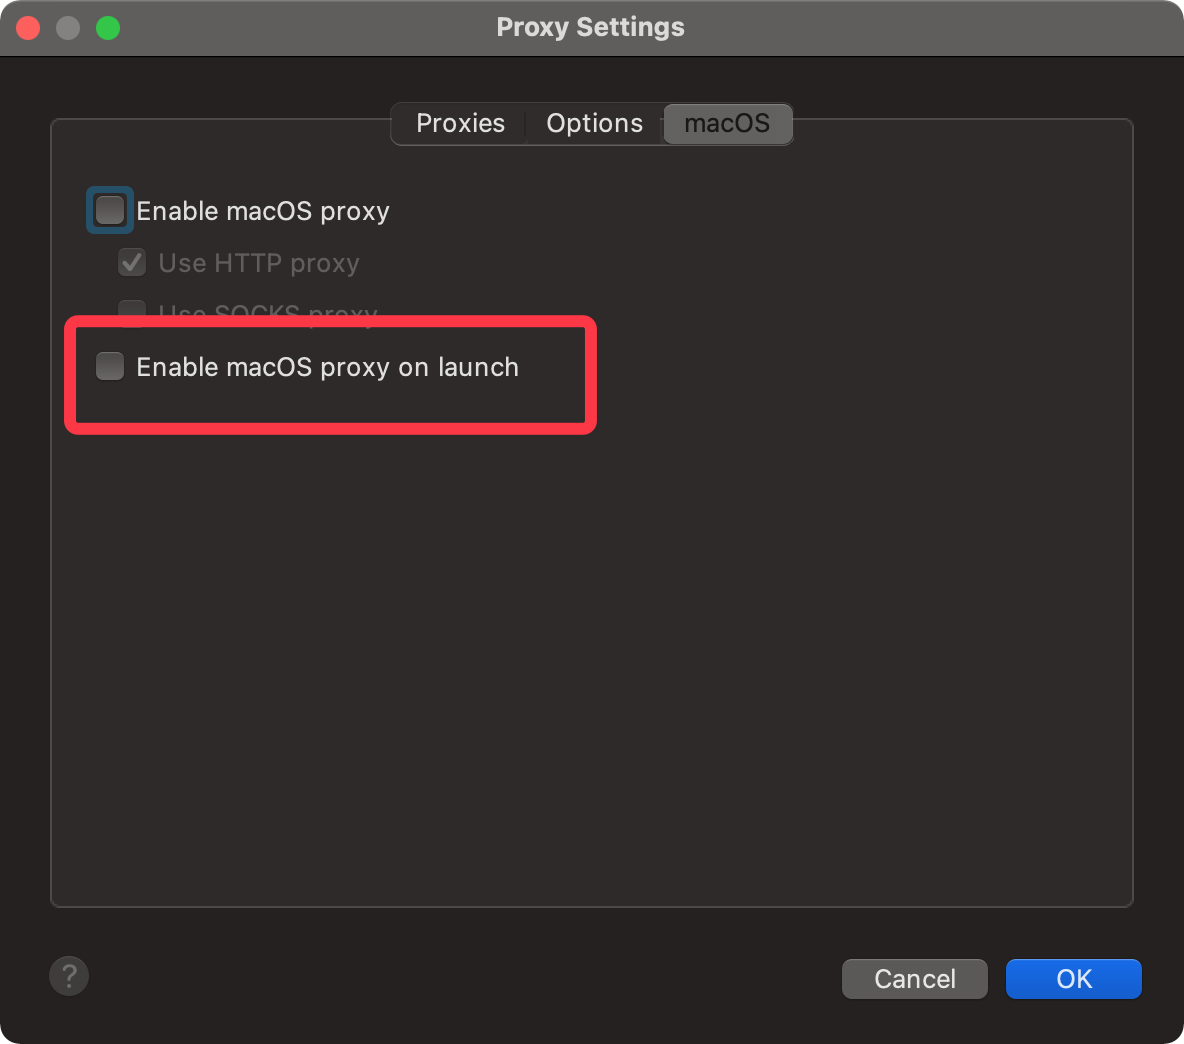 Proxy Settings
Proxies Options macOS
Enable macOS proxy
Use HTTP proxy
Use SOCKS proxy
Enable macOS proxy on launch
?
Cancel OK